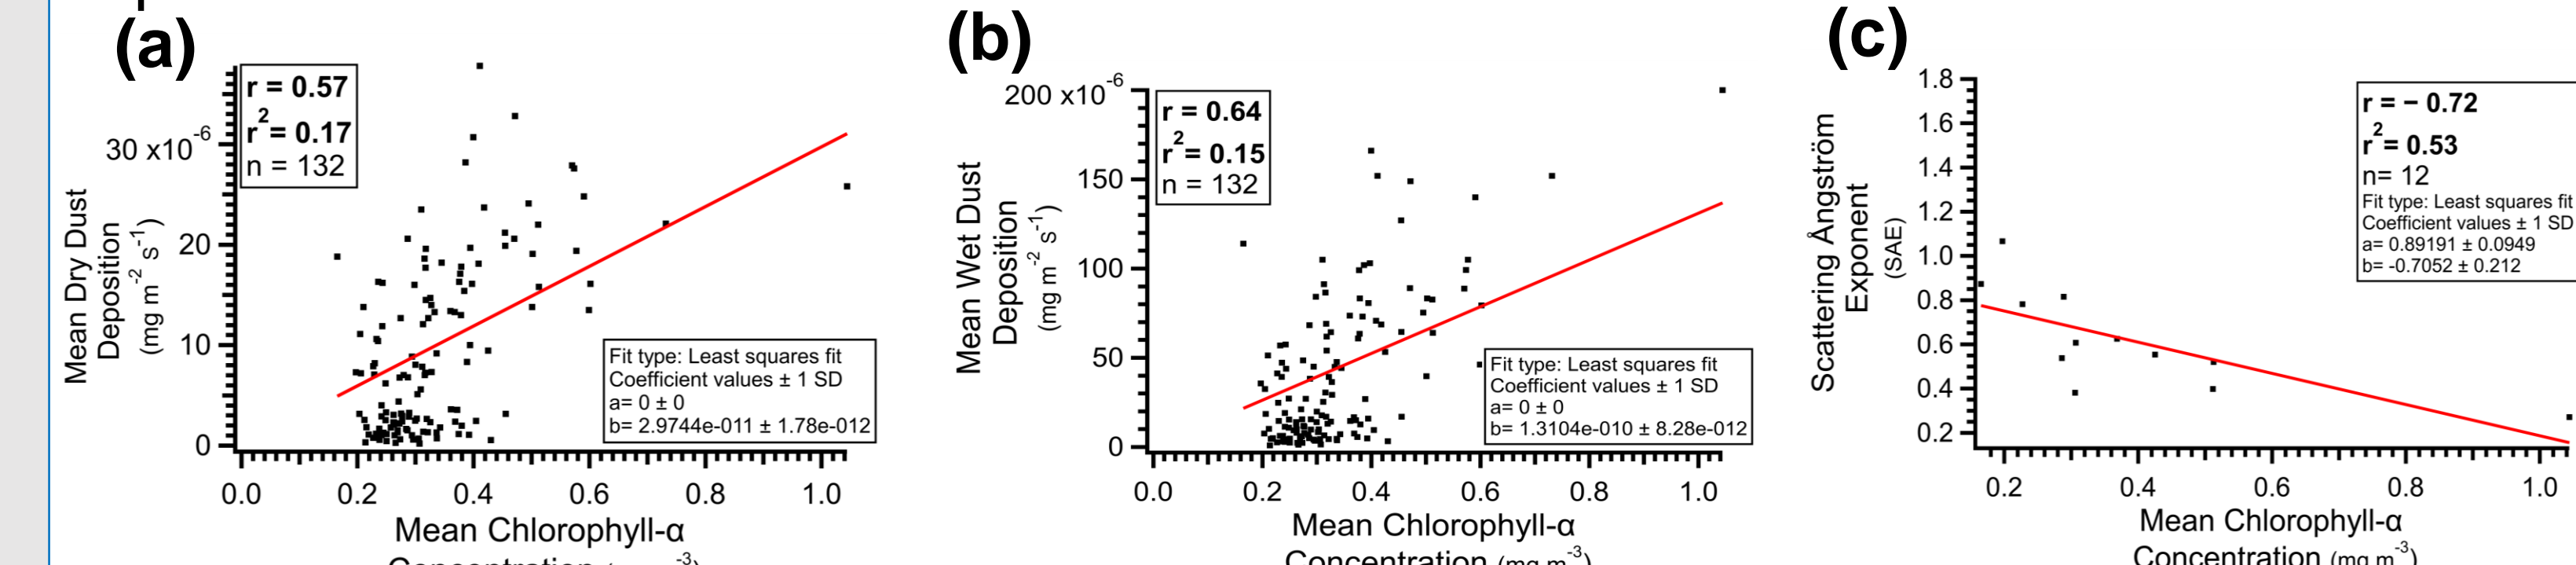 (a)
r = 0.57
r²= 0.17
n = 132
30 x10⁻⁶
20
10
0
Mean Dry Dust
Deposition
(mg m⁻² s⁻¹)
Fit type: Least squares fit
Coefficient values ± 1 SD
a= 0 ± 0
b= 2.9744e-011 ± 1.78e-012
0.0 0.2 0.4 0.6 0.8 1.0
Mean Chlorophyll-α
Concentration
(b)
r = 0.64
r²= 0.15
n = 132
200 x10⁻⁶
150
100
50
0
Mean Wet Dust
Deposition
(mg m⁻² s⁻¹)
Fit type: Least squares fit
Coefficient values ± 1 SD
a= 0 ± 0
b= 1.3104e-010 ± 8.28e-012
0.0 0.2 0.4 0.6 0.8 1.0
Mean Chlorophyll-α
Concentration (mg m⁻³)
(c)
r = − 0.72
r²= 0.53
n= 12
Fit type: Least squares fit
Coefficient values ± 1 SD
a= 0.89191 ± 0.0949
b= -0.7052 ± 0.212
1.8
1.6
1.4
1.2
1.0
0.8
0.6
0.4
0.2
Scattering Ångström
Exponent
(SAE)
0.2 0.4 0.6 0.8 1.0
Mean Chlorophyll-α
Concentration (mg m⁻³)